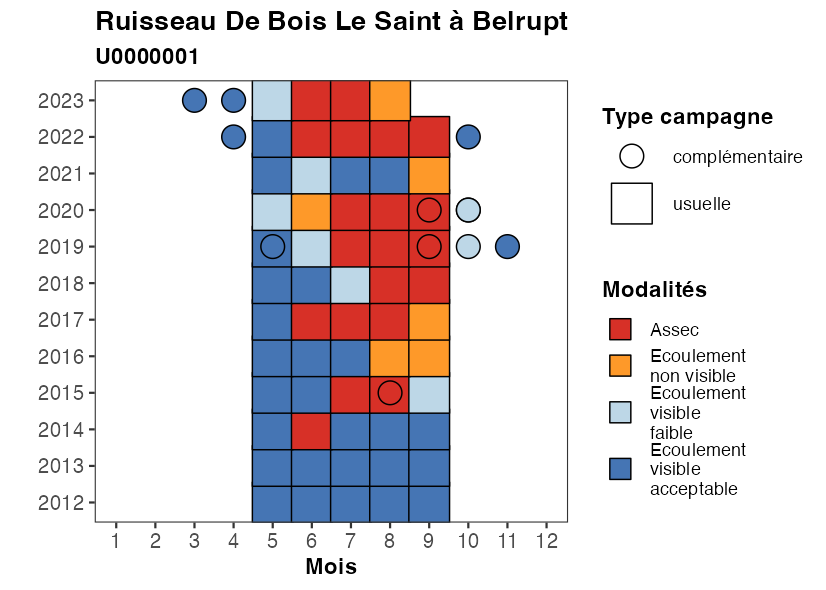 Ruisseau De Bois Le Saint à Belrupt
U0000001
2023
2022
2021
2020
2019
2018
2017
2016
2015
2014
2013
2012
1 2 3 4 5 6 7 8 9 10 11 12
Mois
Type campagne
complémentaire
usuelle
Modalités
Assec
Ecoulement
non visible
Ecoulement
visible
faible
Ecoulement
visible
acceptable